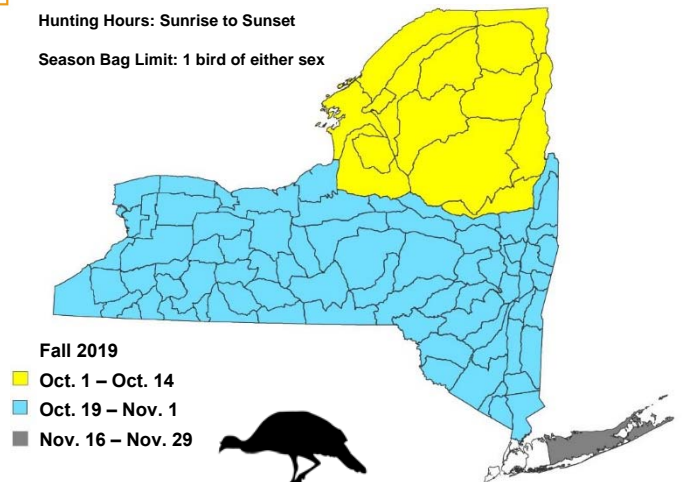 Hunting Hours: Sunrise to Sunset
Season Bag Limit: 1 bird of either sex
Fall 2019
Oct. 1 – Oct. 14
Oct. 19 – Nov. 1
Nov. 16 – Nov. 29